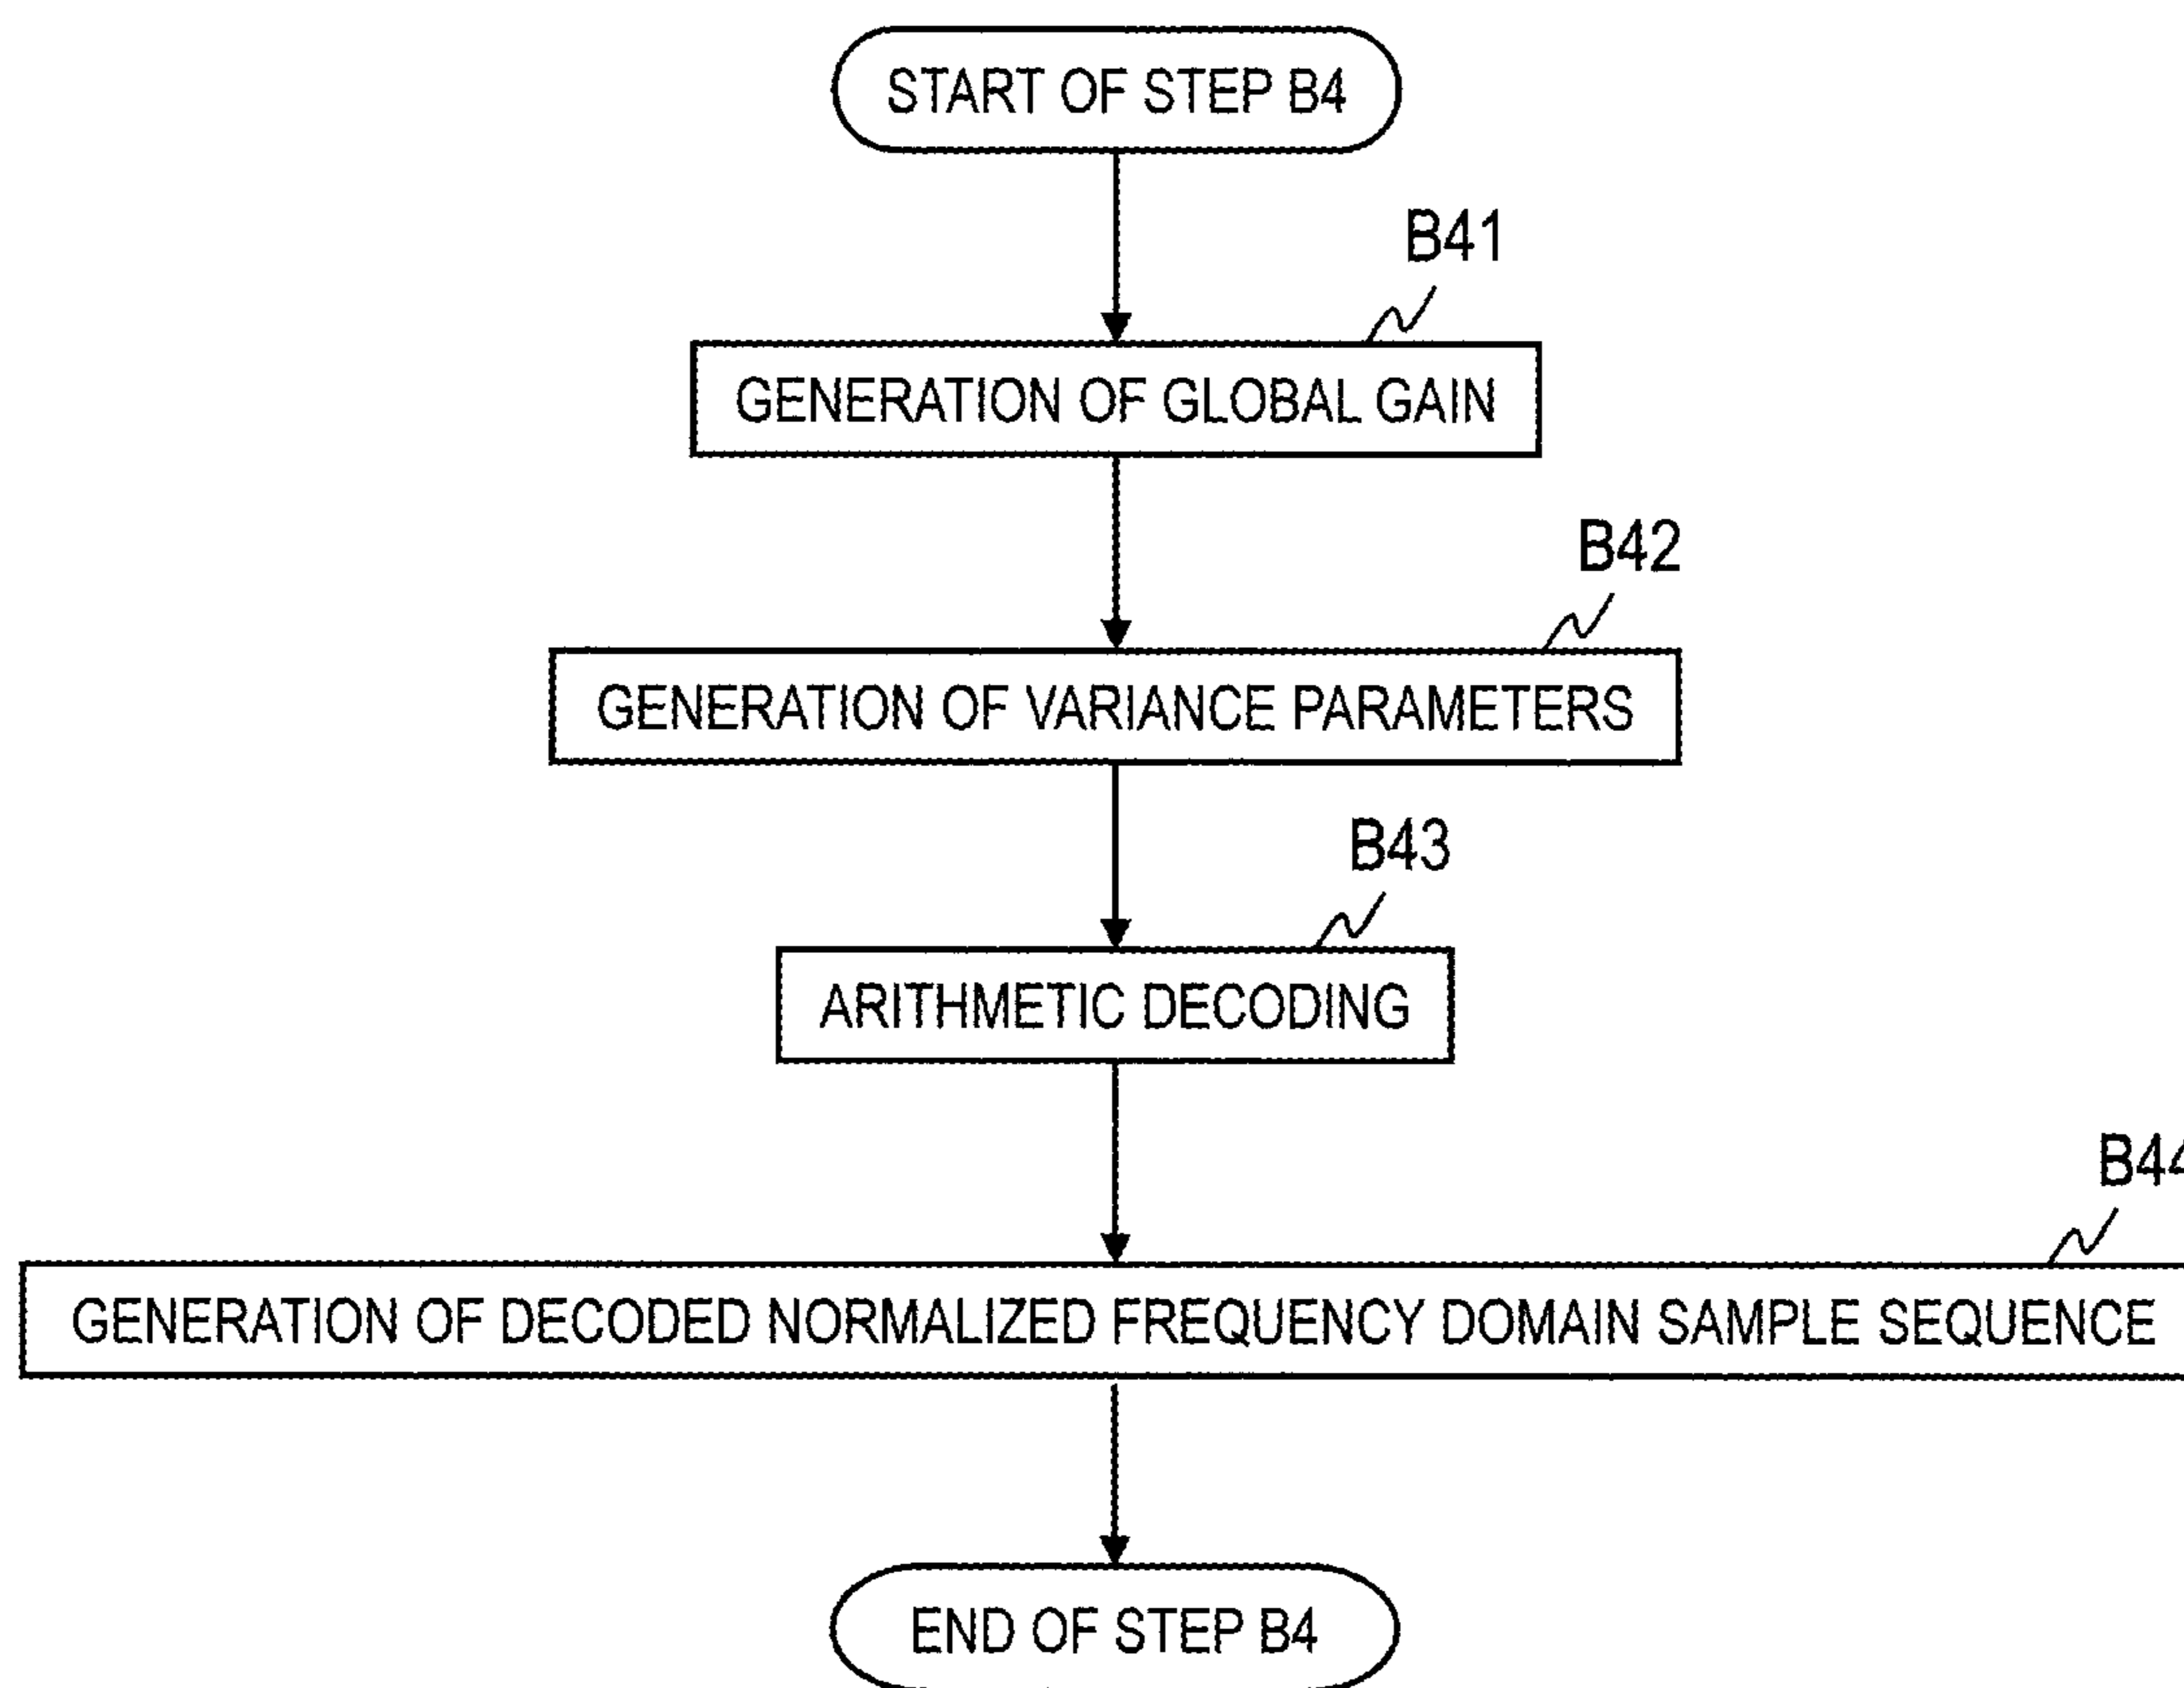 START OF STEP B4
B41
GENERATION OF GLOBAL GAIN
B42
GENERATION OF VARIANCE PARAMETERS
B43
ARITHMETIC DECODING
B44
GENERATION OF DECODED NORMALIZED FREQUENCY DOMAIN SAMPLE SEQUENCE
END OF STEP B4